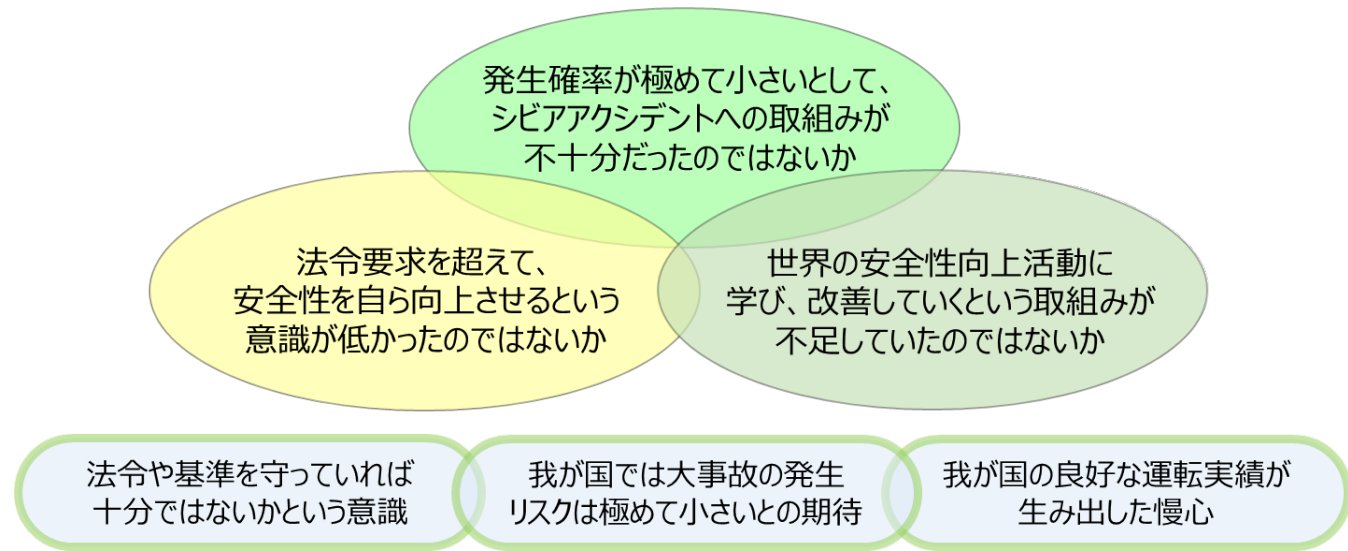 発生確率が極めて小さいとして、
シビアアクシデントへの取組みが
不十分だったのではないか
法令要求を超えて、
安全性を自ら向上させるという
意識が低かったのではないか
世界の安全性向上活動に
学び、改善していくという取組みが
不足していたのではないか
法令や基準を守っていれば
十分ではないかという意識
我が国では大事故の発生
リスクは極めて小さいとの期待
我が国の良好な運転実績が
生み出した慢心